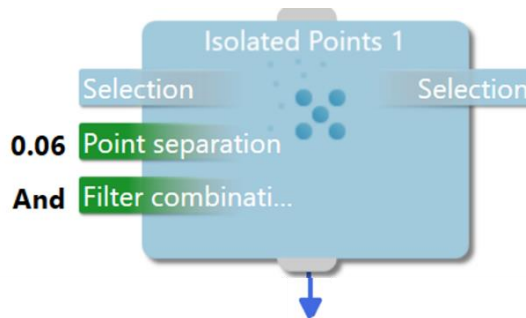 Isolated Points 1
Selection
Selection
0.06 Point separation
And Filter combinati...